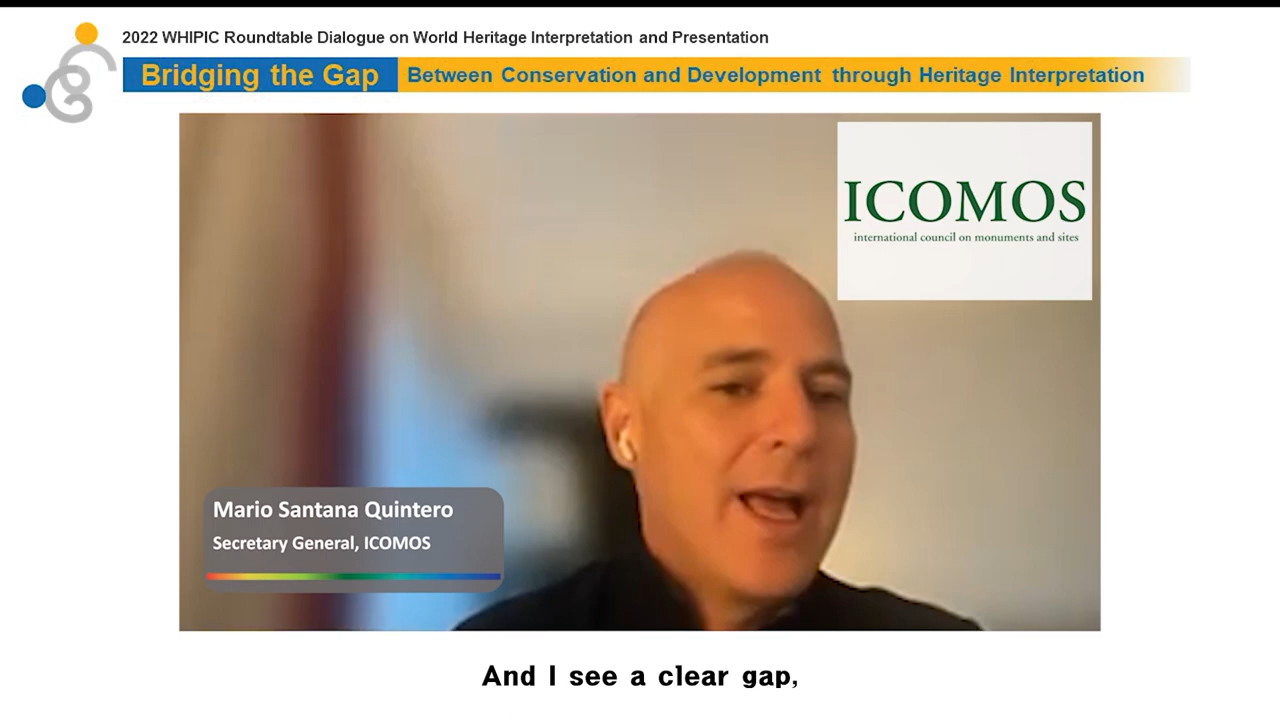 2022 WHIPIC Roundtable Dialogue on World Heritage Interpretation and Presentation
Bridging the Gap Between Conservation and Development through Heritage Interpretation
ICOMOS
international council on monuments and sites
Mario Santana Quintero
Secretary General, ICOMOS
And I see a clear gap,